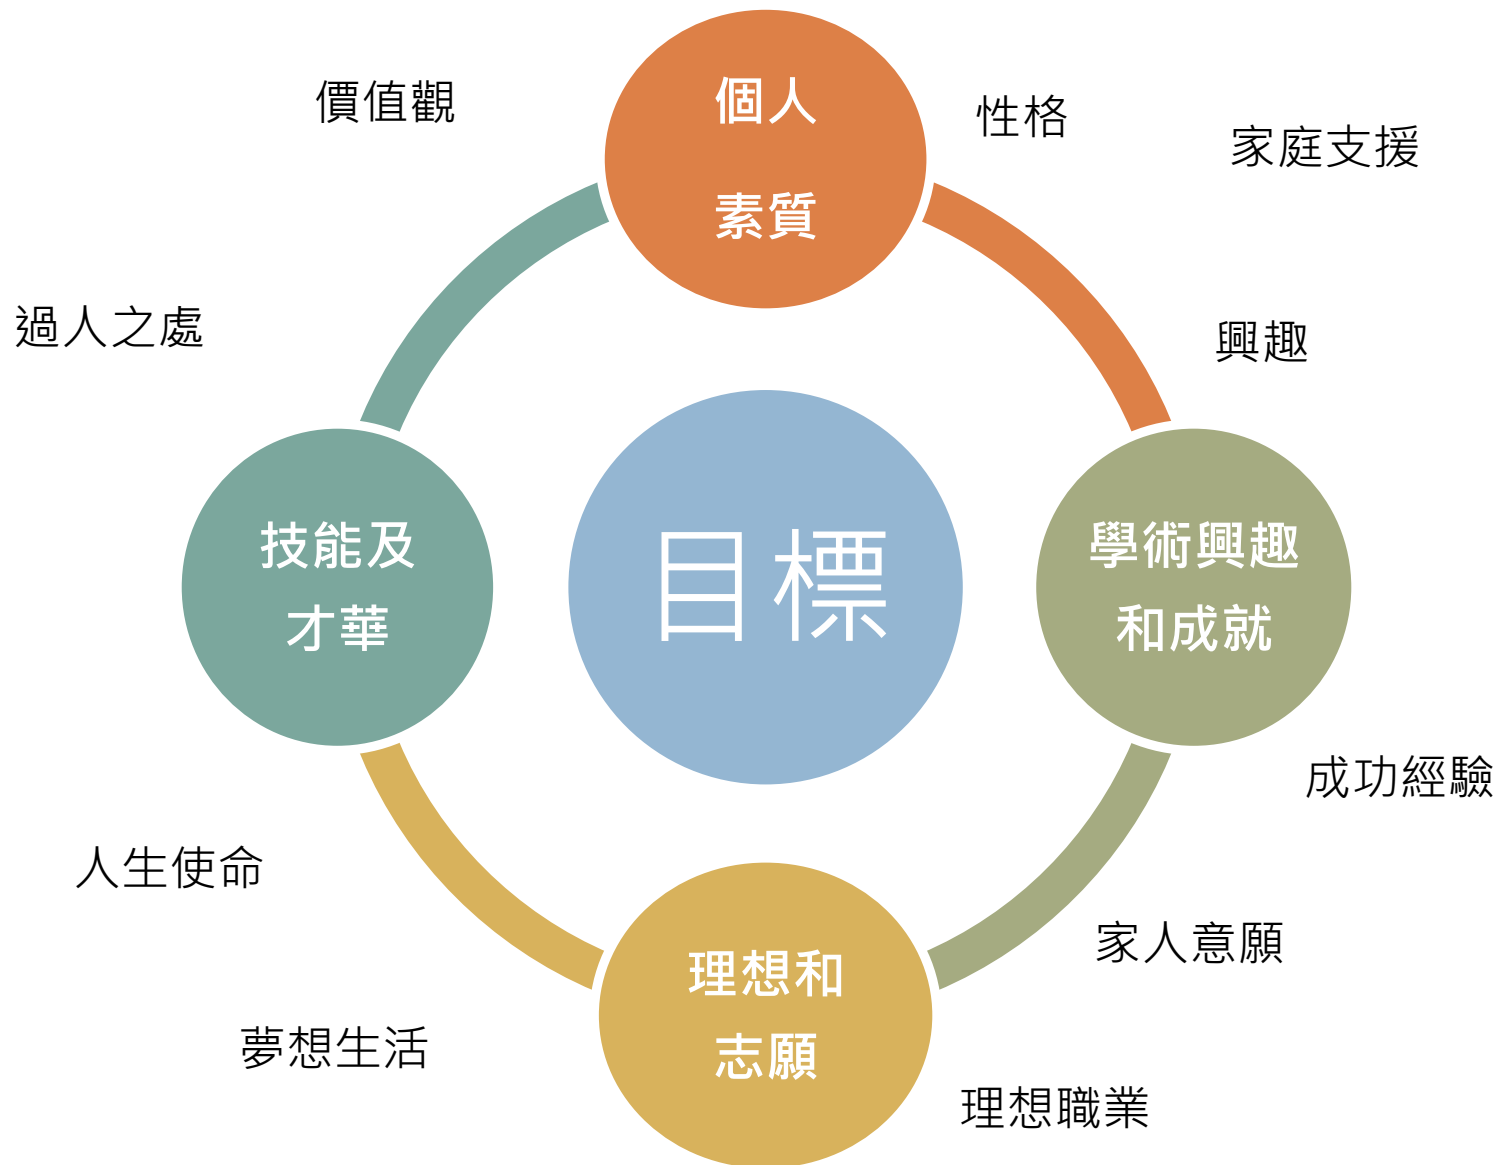 個人
素質
價值觀
性格
家庭支援
過人之處
興趣
技能及
才華
目標
學術興趣
和成就
成功經驗
人生使命
家人意願
理想和
志願
夢想生活
理想職業